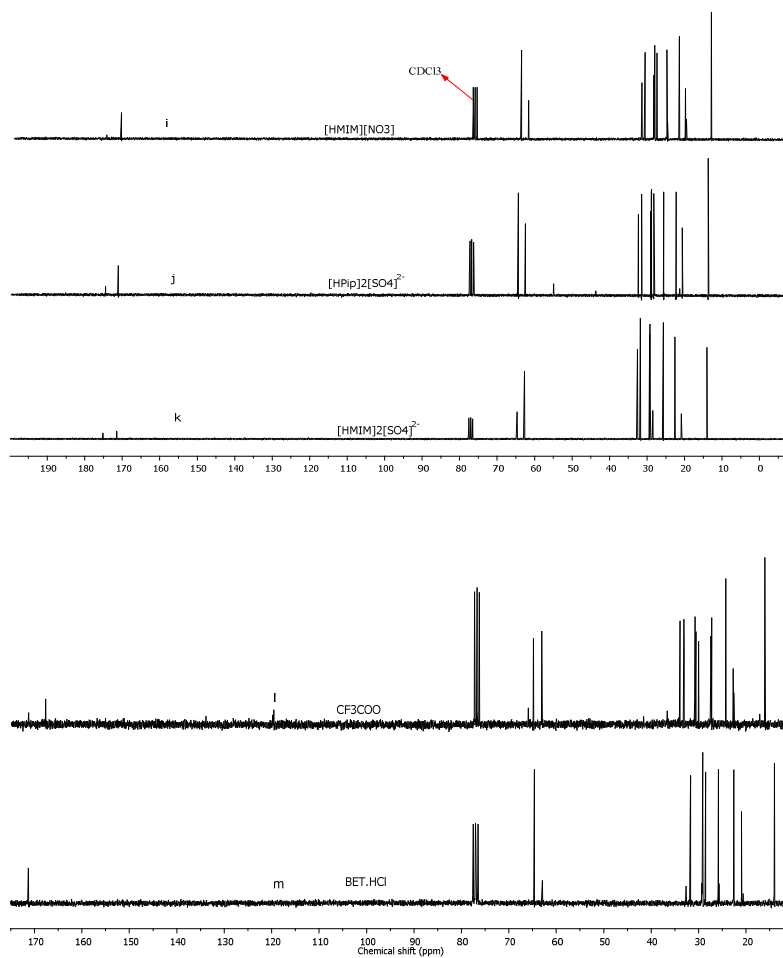 CDCl3
i
[HMIM][NO3]
j
[HPip]2[SO4]2-
k
[HMIM]2[SO4]2-
190 180 170 160 150 140 130 120 110 100 90 80 70 60 50 40 30 20 10 0
l
CF3COO
m
BET.HCl
170 160 150 140 130 120 110 100 90 80 70 60 50 40 30 20
Chemical shift (ppm)